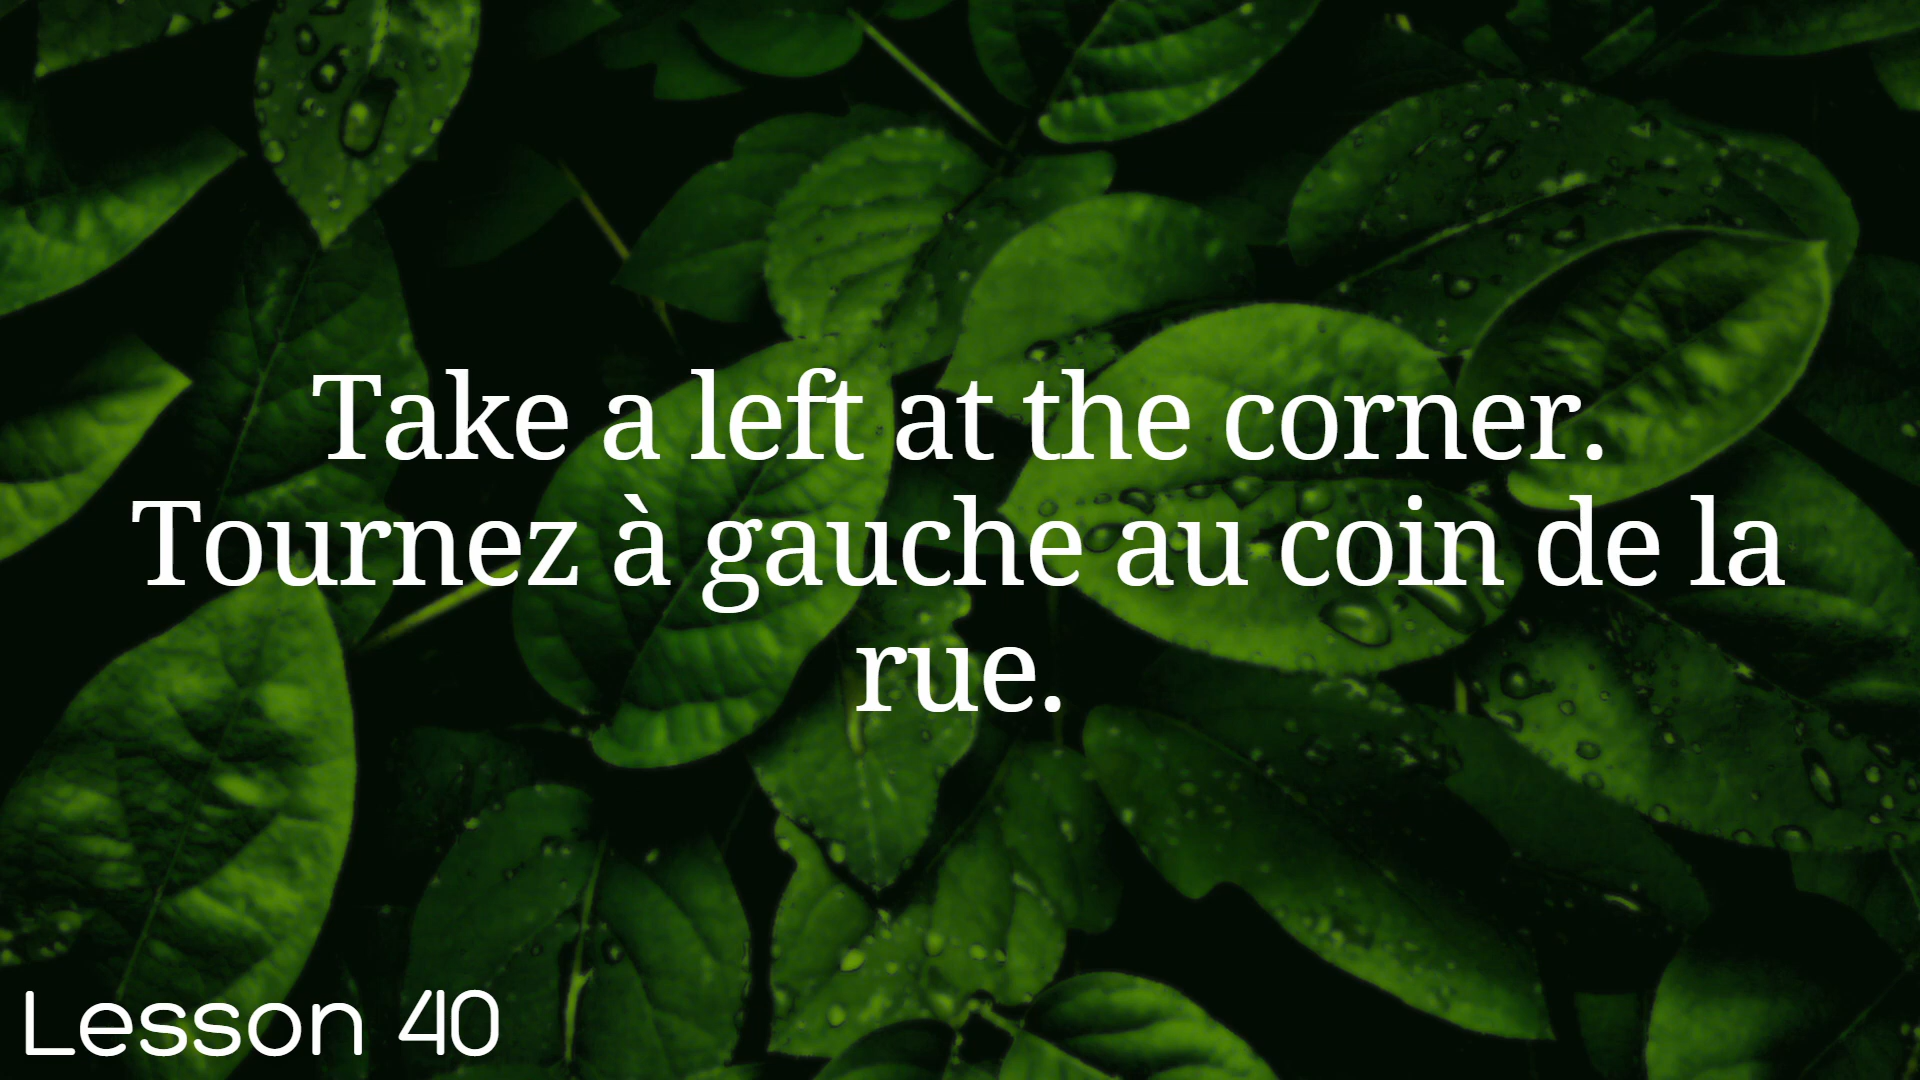 Take a left at the corner.
Tournez à gauche au coin de la
rue.
Lesson 40